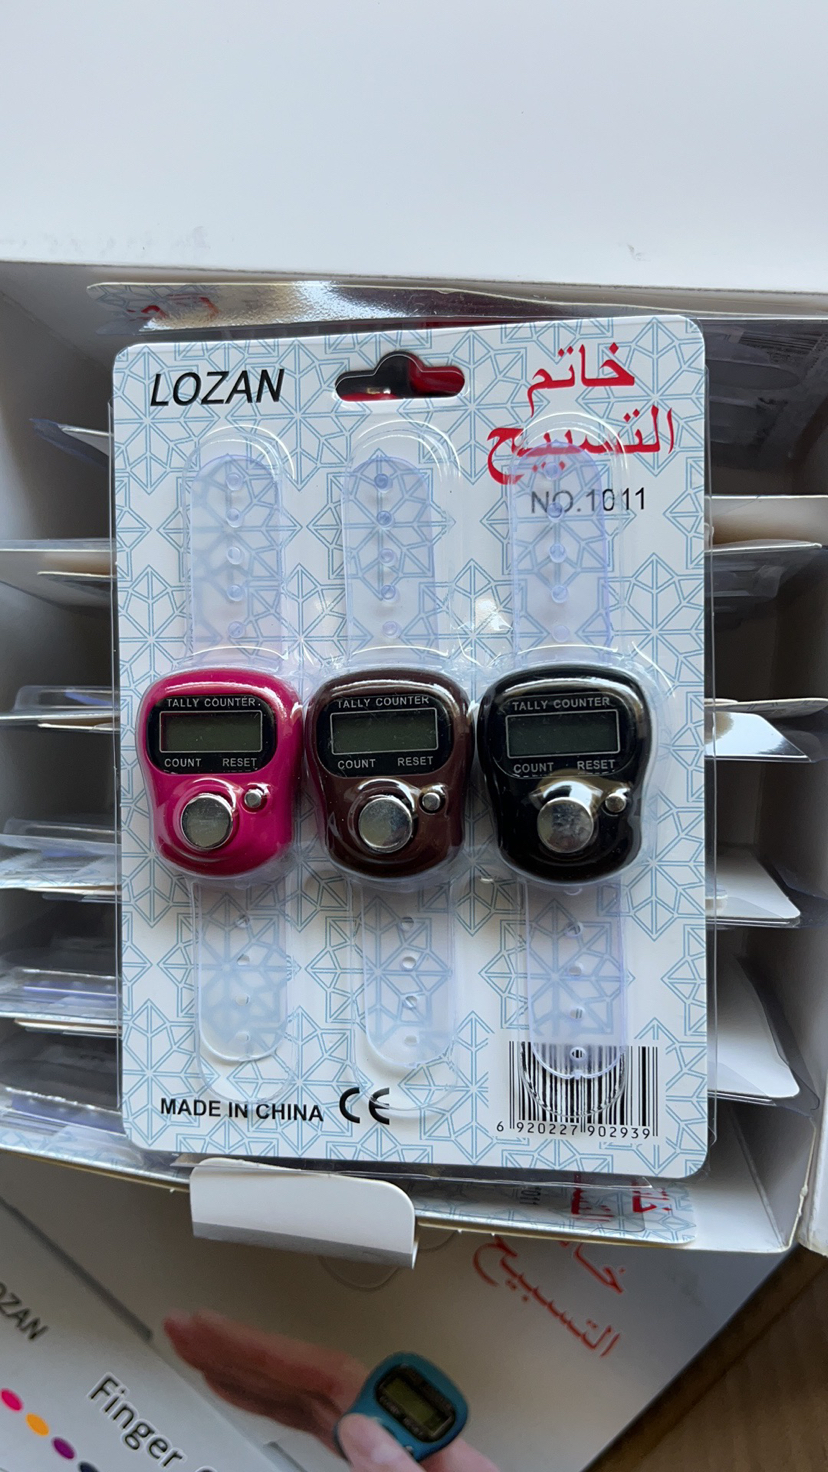 LOZAN
خاتم
التسبيح
NO.1011
TALLY COUNTER
COUNT RESET
TALLY COUNTER
COUNT RESET
TALLY COUNTER
COUNT RESET
MADE IN CHINA CE
6 920227 902939
التسبيح
Finger